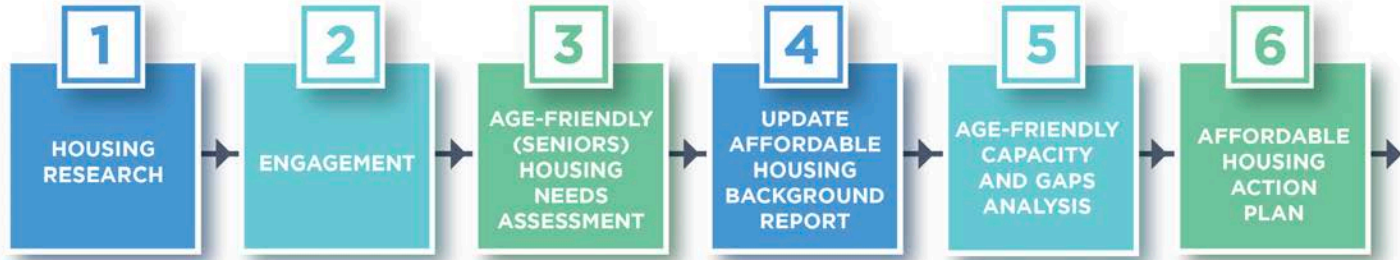 1
HOUSING
RESEARCH
2
ENGAGEMENT
3
AGE-FRIENDLY
(SENIORS)
HOUSING
NEEDS
ASSESSMENT
4
UPDATE
AFFORDABLE
HOUSING
BACKGROUND
REPORT
5
AGE-FRIENDLY
CAPACITY
AND GAPS
ANALYSIS
6
AFFORDABLE
HOUSING
ACTION
PLAN